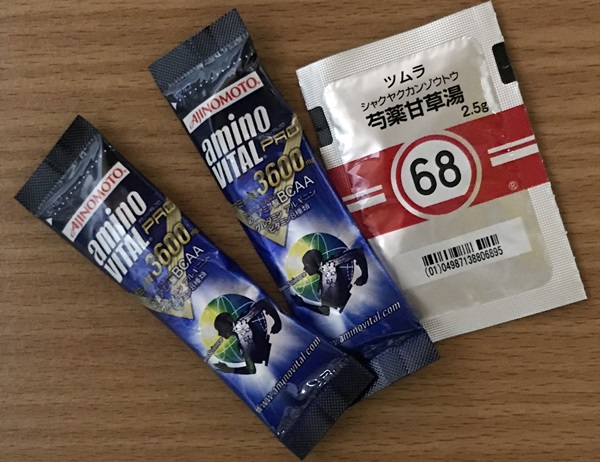 AJINOMOTO®
amino
VITAL® PRO
3600
BCAA
www.aminovital.com
AJINOMOTO®
amino
VITAL® PRO
3600
BCAA
www.aminovital.com
ツムラ
シャクヤクカンゾウトウ
芍薬甘草湯
2.5g
68
®
(01)04987138806895